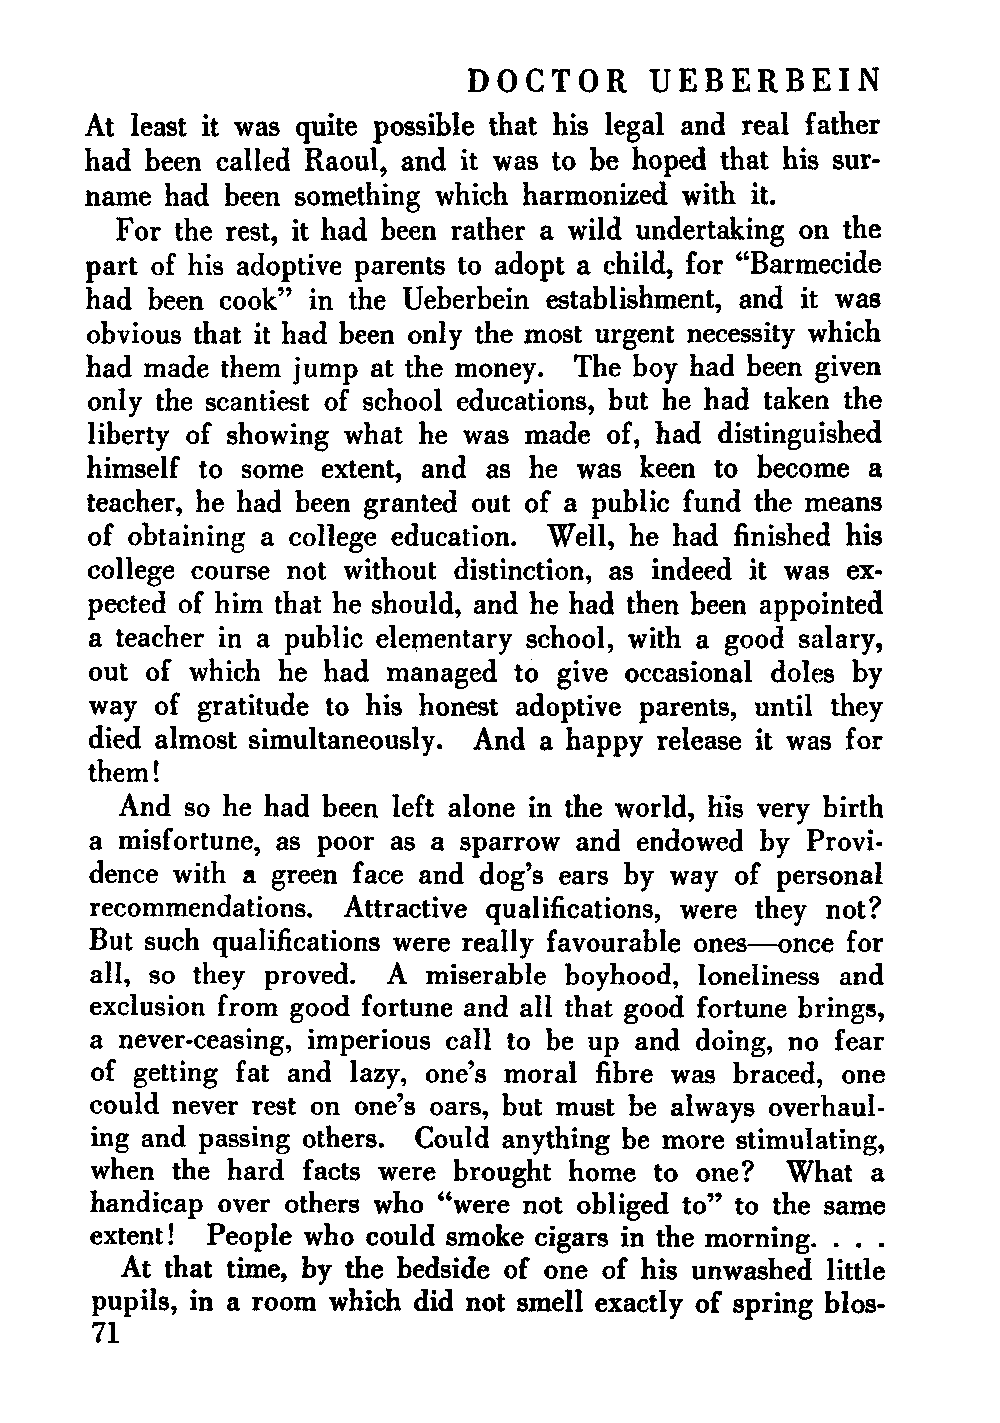 DOCTOR UEBERBEIN
At least it was quite possible that his legal and real father
had been called Raoul, and it was to be hoped that his sur-
name had been something which harmonized with it.
For the rest, it had been rather a wild undertaking on the
part of his adoptive parents to adopt a child, for “Barmecide
had been cook” in the Ueberbein establishment, and it was
obvious that it had been only the most urgent necessity which
had made them jump at the money. The boy had been given
only the scantiest of school educations, but he had taken the
liberty of showing what he was made of, had distinguished
himself to some extent, and as he was keen to become a
teacher, he had been granted out of a public fund the means
of obtaining a college education. Well, he had finished his
college course not without distinction, as indeed it was ex-
pected of him that he should, and he had then been appointed
a teacher in a public elementary school, with a good salary,
out of which he had managed to give occasional doles by
way of gratitude to his honest adoptive parents, until they
died almost simultaneously. And a happy release it was for
them!
And so he had been left alone in the world, his very birth
a misfortune, as poor as a sparrow and endowed by Provi-
dence with a green face and dog’s ears by way of personal
recommendations. Attractive qualifications, were they not?
But such qualifications were really favourable ones—once for
all, so they proved. A miserable boyhood, loneliness and
exclusion from good fortune and all that good fortune brings,
a never-ceasing, imperious call to be up and doing, no fear
of getting fat and lazy, one’s moral fibre was braced, one
could never rest on one’s oars, but must be always overhaul-
ing and passing others. Could anything be more stimulating,
when the hard facts were brought home to one? What a
handicap over others who “were not obliged to” to the same
extent! People who could smoke cigars in the morning. . . .
At that time, by the bedside of one of his unwashed little
pupils, in a room which did not smell exactly of spring blos-
71